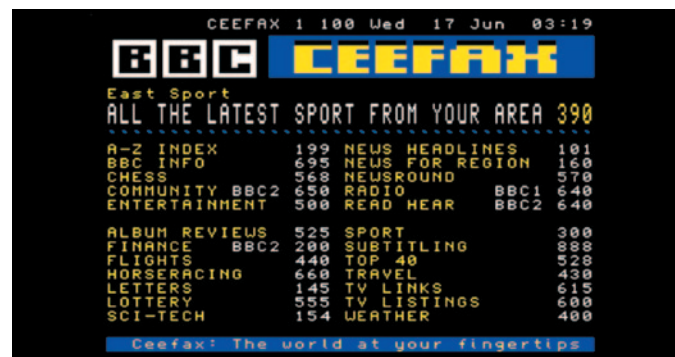 CEEFAX 1 100 Wed 17 Jun 03:19
BBC CEEFAX
East Sport
ALL THE LATEST SPORT FROM YOUR AREA 390
A-Z INDEX 199 NEWS HEADLINES 101
BBC INFO 695 NEWS FOR REGION 160
CHESS 568 NEWSROUND 570
COMMUNITY BBC2 650 RADIO BBC1 640
ENTERTAINMENT 500 READ HEAR BBC2 640
ALBUM REVIEWS 525 SPORT 300
FINANCE BBC2 200 SUBTITLING 888
FLIGHTS 440 TOP 40 528
HORSERACING 660 TRAVEL 430
LETTERS 145 TV LINKS 615
LOTTERY 555 TV LISTINGS 600
SCI-TECH 154 WEATHER 400
Ceefax: The world at your fingertips